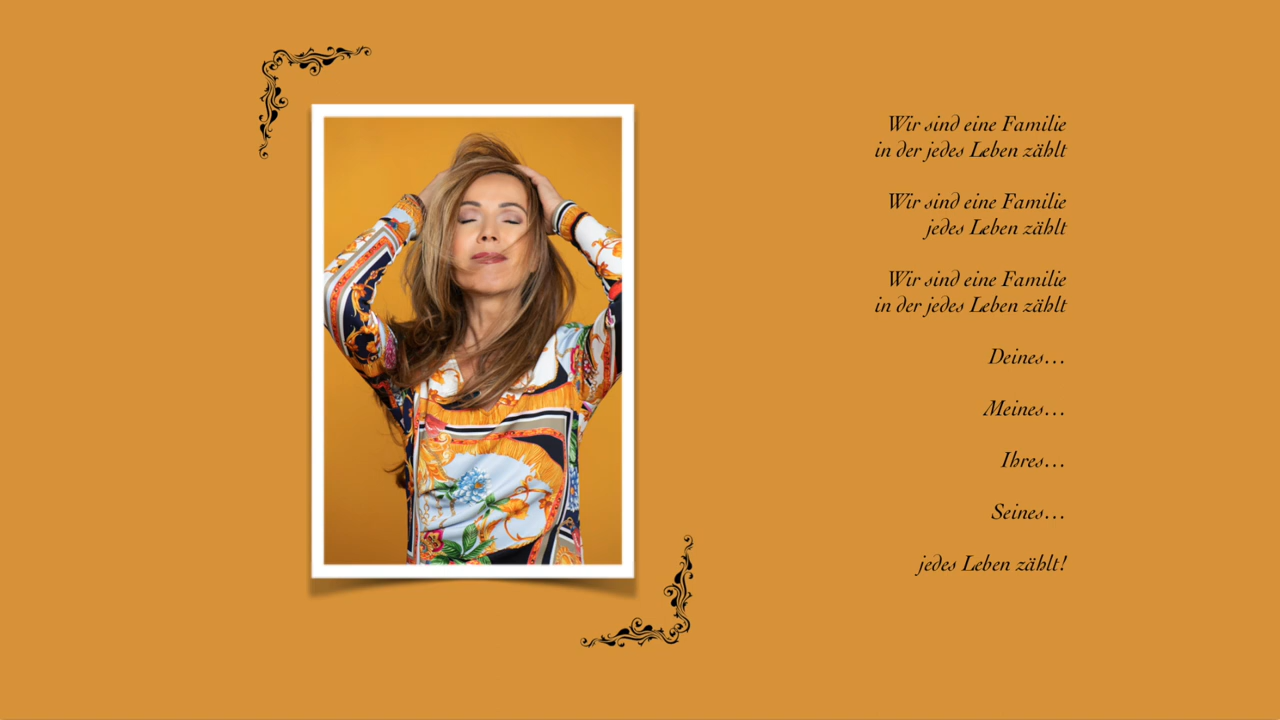 Wir sind eine Familie
in der jedes Leben zählt
Wir sind eine Familie
jedes Leben zählt
Wir sind eine Familie
in der jedes Leben zählt
Deines…
Meines…
Ihres…
Seines…
jedes Leben zählt!